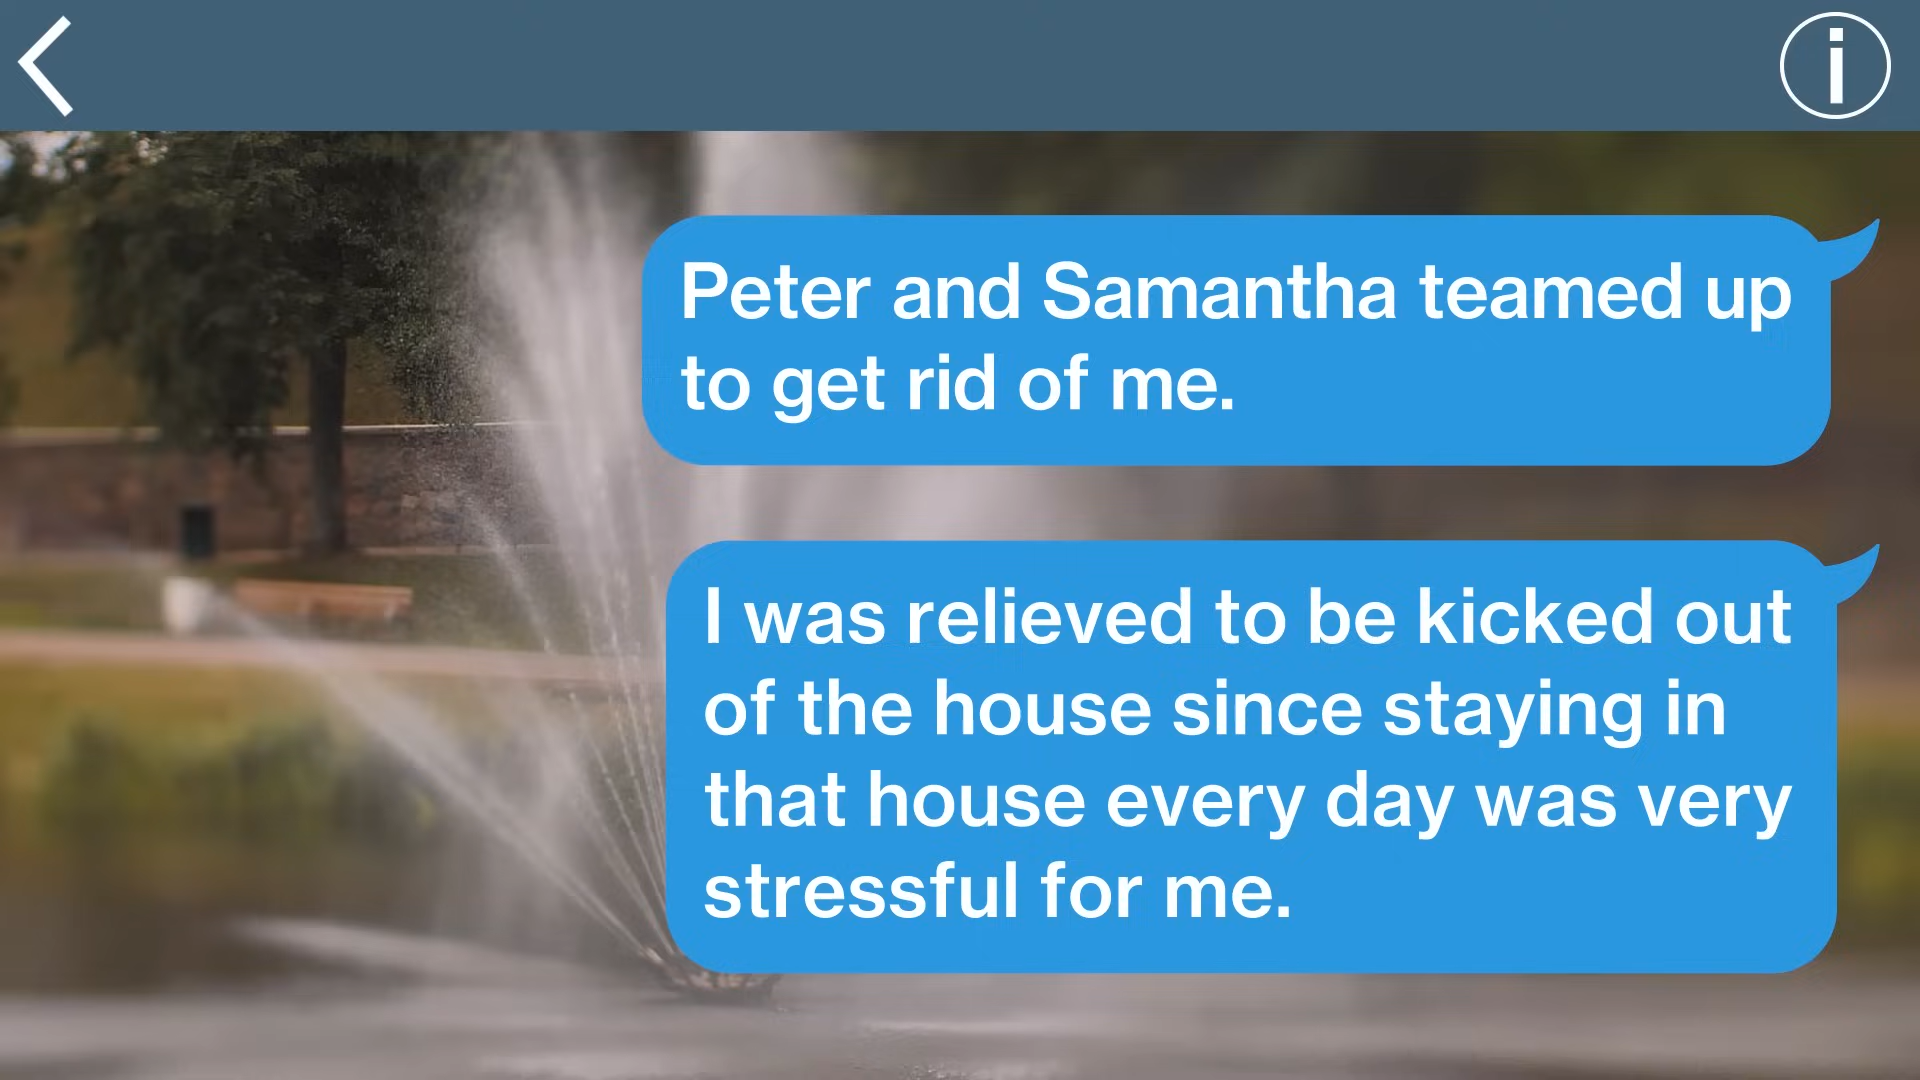 Peter and Samantha teamed up
to get rid of me.
I was relieved to be kicked out
of the house since staying in
that house every day was very
stressful for me.